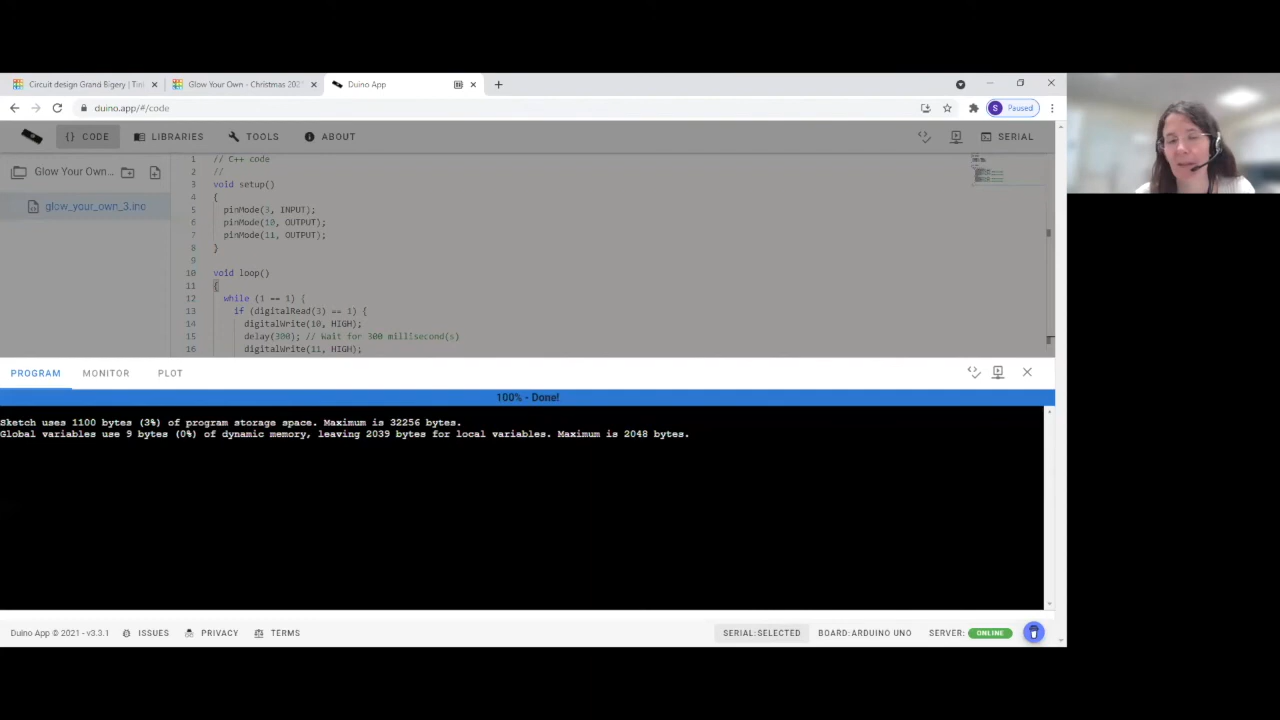 Circuit design Grand Bigery | Tin
Glow Your Own - Christmas 202
Duino App
duino.app/#/code
S Paused
{} CODE
LIBRARIES
TOOLS
ABOUT
SERIAL
Glow Your Own...
glow_your_own_3.ino
1 // C++ code
2 //
3 void setup()
4 {
5 pinMode(3, INPUT);
6 pinMode(10, OUTPUT);
7 pinMode(11, OUTPUT);
8 }
9
10 void loop()
11 {
12 while (1 == 1) {
13 if (digitalRead(3) == 1) {
14 digitalWrite(10, HIGH);
15 delay(300); // Wait for 300 millisecond(s)
16 digitalWrite(11, HIGH);
PROGRAM MONITOR PLOT
100% - Done!
Sketch uses 1100 bytes (3%) of program storage space. Maximum is 32256 bytes.
Global variables use 9 bytes (0%) of dynamic memory, leaving 2039 bytes for local variables. Maximum is 2048 bytes.
Duino App © 2021 - v3.3.1 ISSUES PRIVACY TERMS SERIAL:SELECTED BOARD:ARDUINO UNO SERVER: ONLINE